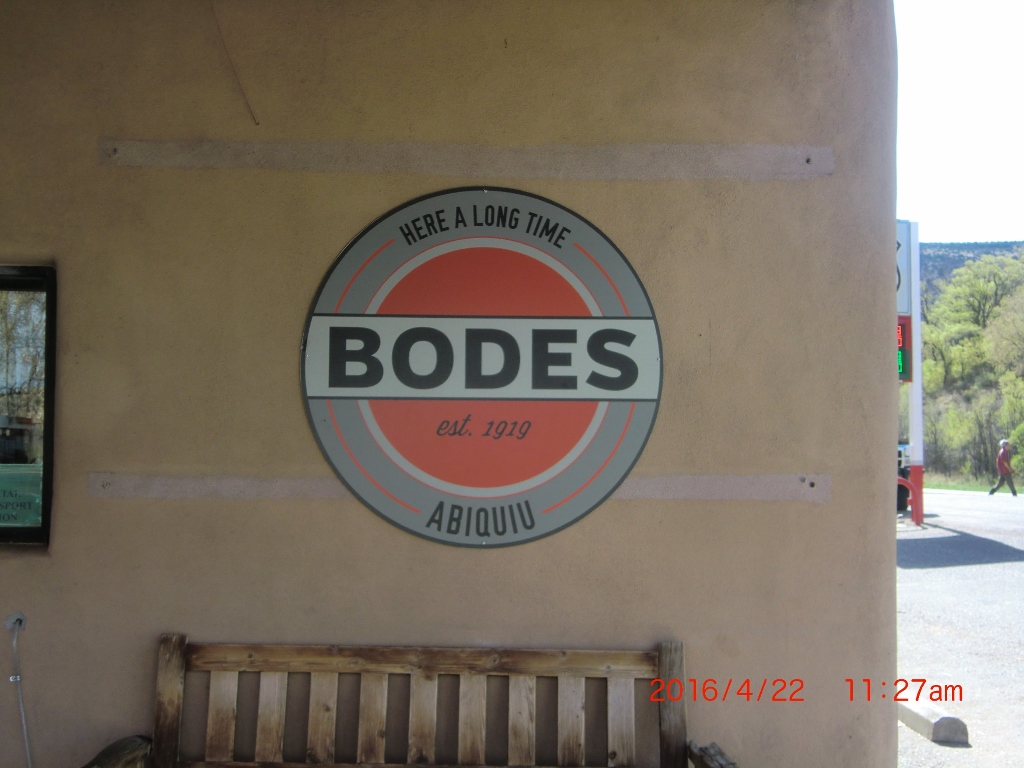 HERE A LONG TIME
BODES
est. 1919
ABIQUIU
2016/4/22 11:27am